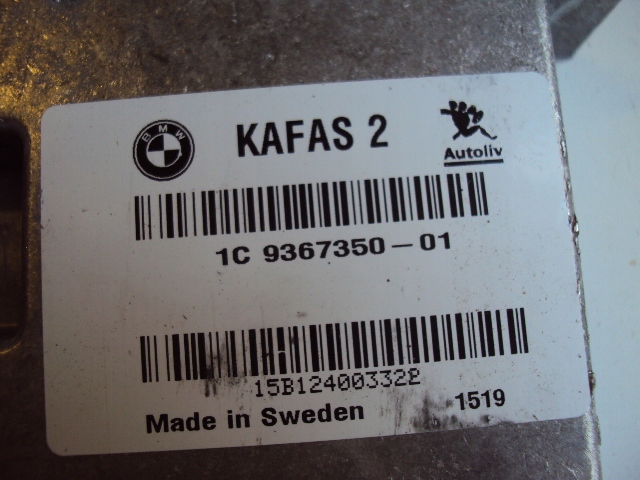 BMW
KAFAS 2
Autoliv
1C 9367350-01
15B124003322
Made in Sweden
1519